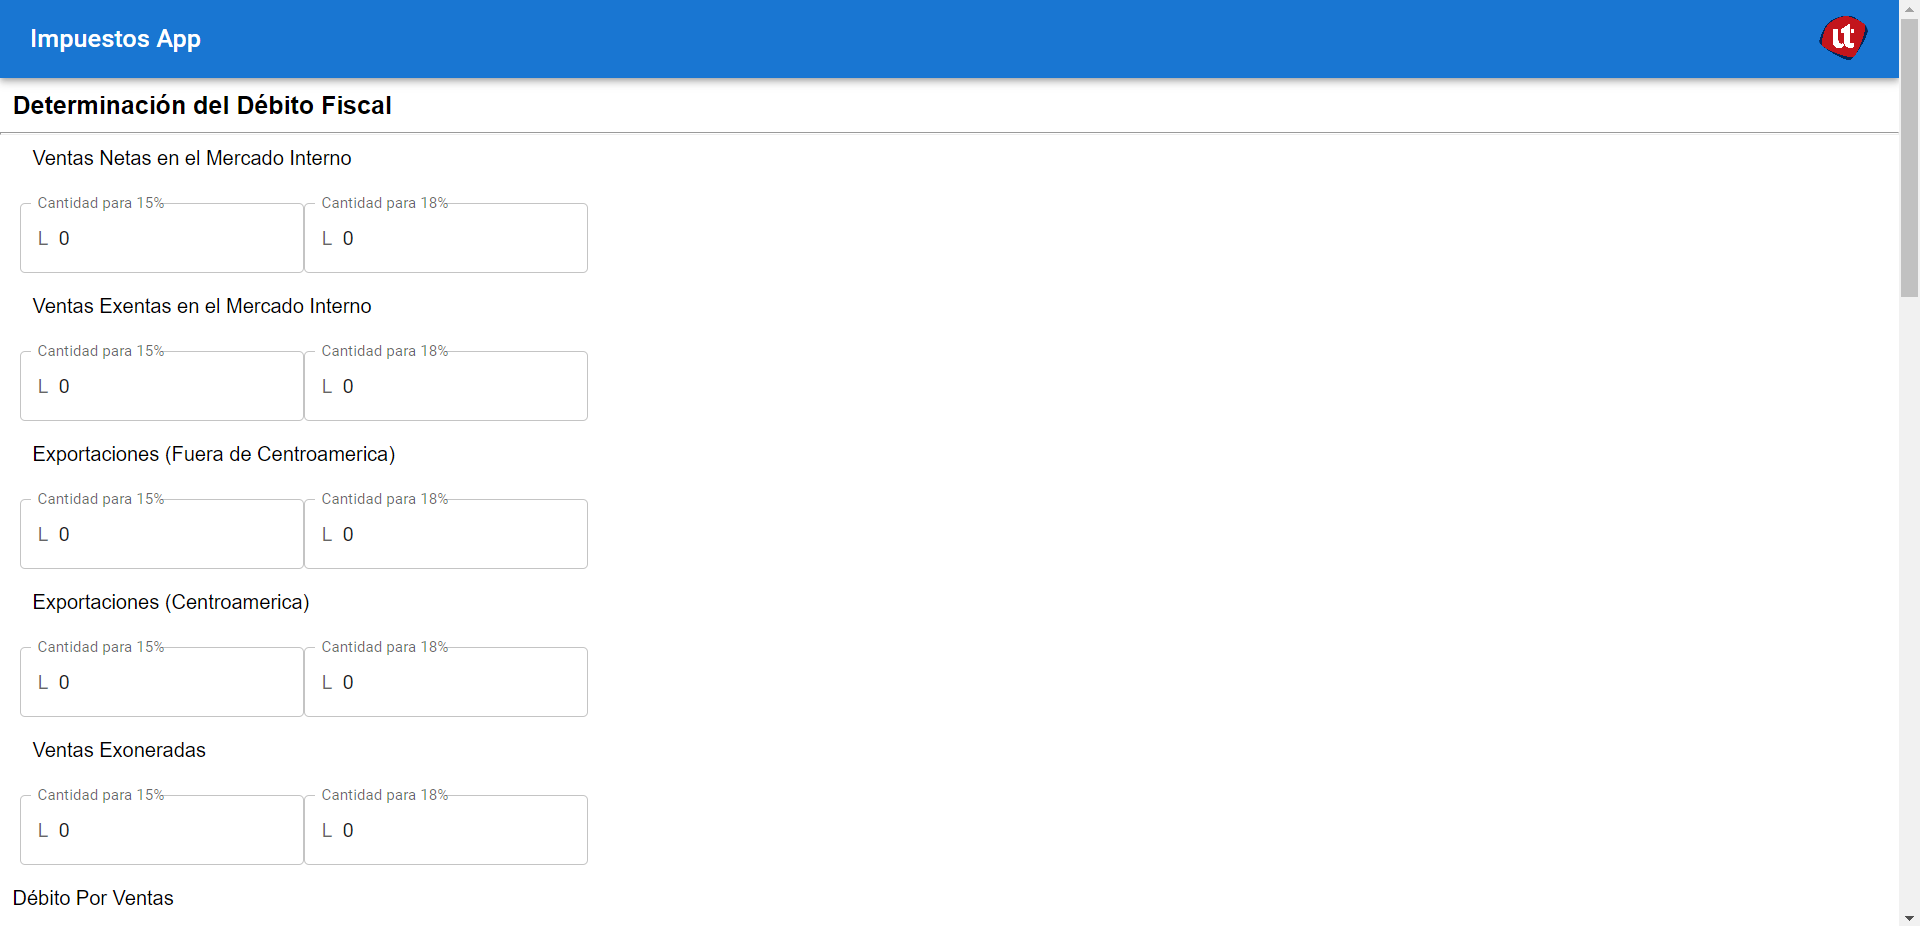 Impuestos App
ut
Determinación del Débito Fiscal
Ventas Netas en el Mercado Interno
Cantidad para 15% Cantidad para 18%
L 0 L 0
Ventas Exentas en el Mercado Interno
Cantidad para 15% Cantidad para 18%
L 0 L 0
Exportaciones (Fuera de Centroamerica)
Cantidad para 15% Cantidad para 18%
L 0 L 0
Exportaciones (Centroamerica)
Cantidad para 15% Cantidad para 18%
L 0 L 0
Ventas Exoneradas
Cantidad para 15% Cantidad para 18%
L 0 L 0
Débito Por Ventas